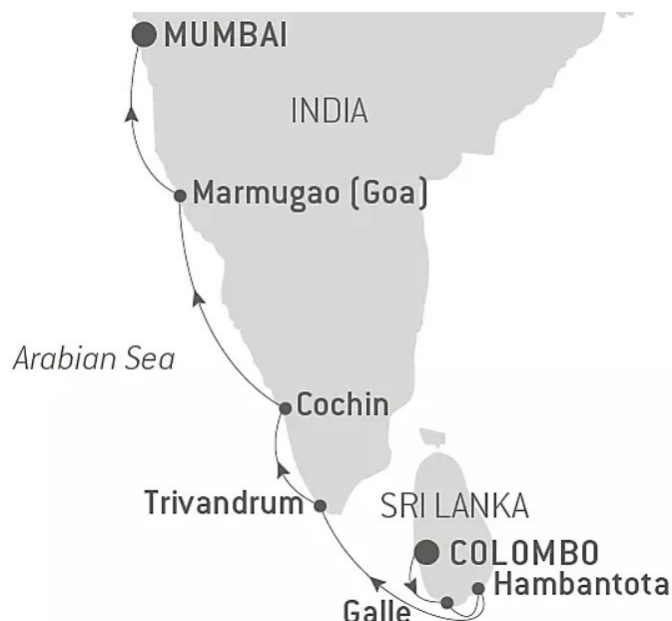 MUMBAI
INDIA
Marmugao (Goa)
Arabian Sea
Cochin
Trivandrum
SRI LANKA
COLOMBO
Hambantota
Galle